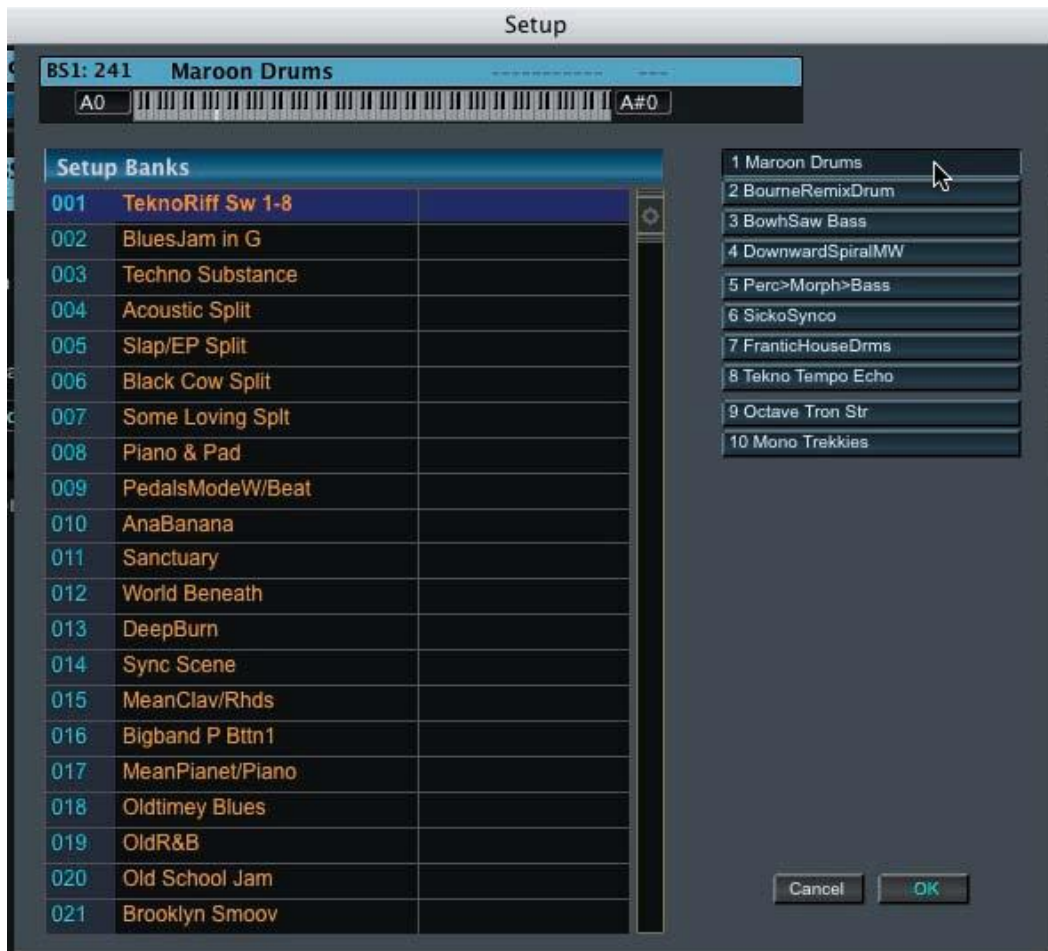 Setup
BS1: 241 Maroon Drums ----------- ---
A0 A#0
Setup Banks
001 TeknoRiff Sw 1-8
002 BluesJam in G
003 Techno Substance
004 Acoustic Split
005 Slap/EP Split
006 Black Cow Split
007 Some Loving Splt
008 Piano & Pad
009 PedalsModeW/Beat
010 AnaBanana
011 Sanctuary
012 World Beneath
013 DeepBurn
014 Sync Scene
015 MeanClav/Rhds
016 Bigband P Bttn1
017 MeanPianet/Piano
018 Oldtimey Blues
019 OldR&B
020 Old School Jam
021 Brooklyn Smoov
1 Maroon Drums
2 BourneRemixDrum
3 BowhSaw Bass
4 DownwardSpiralMW
5 Perc>Morph>Bass
6 SickoSynco
7 FranticHouseDrms
8 Tekno Tempo Echo
9 Octave Tron Str
10 Mono Trekkies
Cancel OK